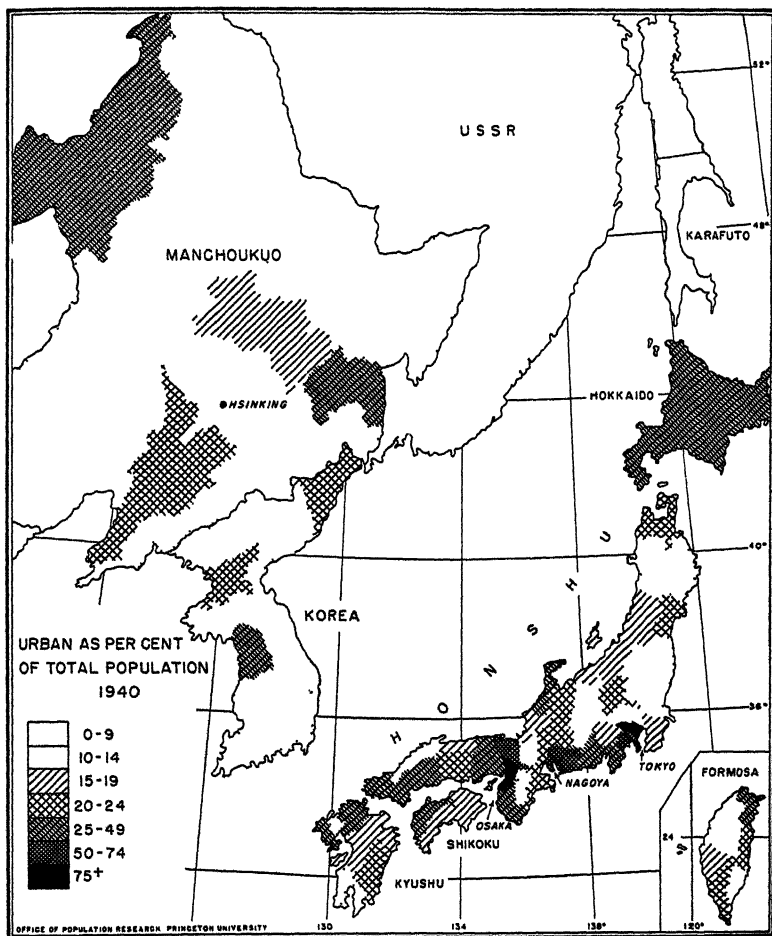 USSR
52°
KARAFUTO
48°
MANCHOUKUO
HOKKAIDO
HSINKING
40°
HONSHU
KOREA
URBAN AS PER CENT
OF TOTAL POPULATION
1940
36°
0-9
10-14
15-19
20-24
25-49
50-74
75+
TOKYO
NAGOYA
OSAKA
SHIKOKU
KYUSHU
FORMOSA
24
OFFICE OF POPULATION RESEARCH PRINCETON UNIVERSITY
130
134
138°
120°